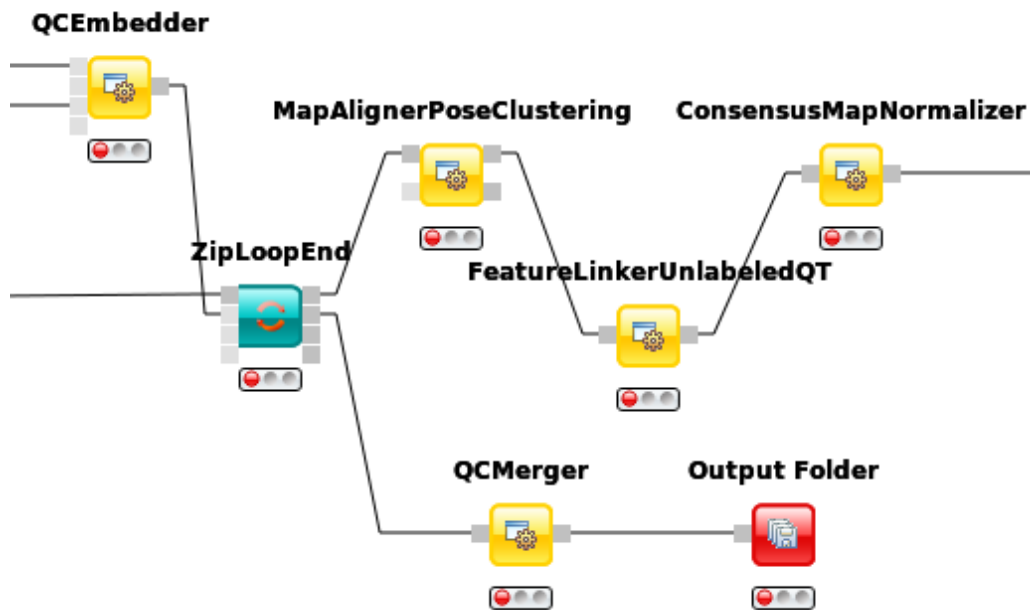 QCEmbedder
MapAlignerPoseClustering
ConsensusMapNormalizer
ZipLoopEnd
FeatureLinkerUnlabeledQT
QCMerger
Output Folder